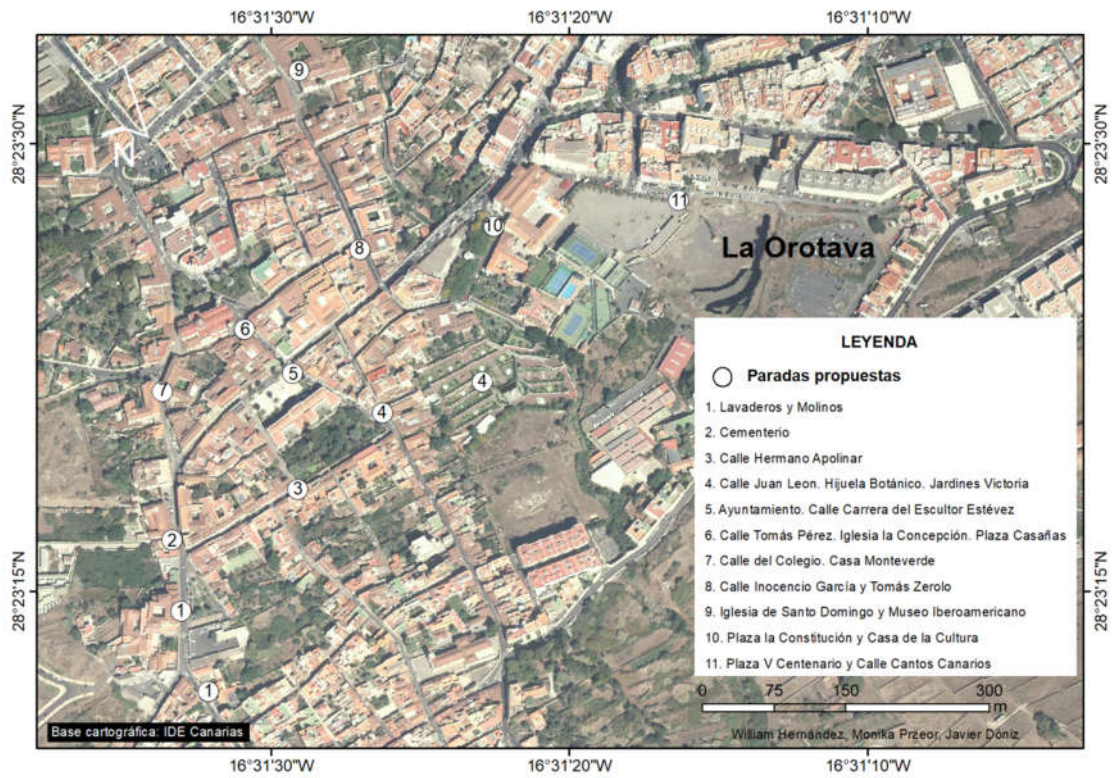 16°31'30"W
16°31'20"W
16°31'10"W
9
28°23'30"N
28°23'30"N
N
11
10
8
La Orotava
6
5
4
7
4
3
2
1
1
LEYENDA
Paradas propuestas
1. Lavaderos y Molinos
2. Cementerio
3. Calle Hermano Apolinar
4. Calle Juan Leon. Hijuela Botánico. Jardines Victoria
5. Ayuntamiento. Calle Carrera del Escultor Estévez
6. Calle Tomás Pérez. Iglesia la Concepción. Plaza Casañas
7. Calle del Colegio. Casa Monteverde
8. Calle Inocencio García y Tomás Zerolo
9. Iglesia de Santo Domingo y Museo Iberoamericano
10. Plaza la Constitución y Casa de la Cultura
11. Plaza V Centenario y Calle Cantos Canarios
28°23'15"N
28°23'15"N
0 75 150 300
m
Base cartográfica: IDE Canarias
William Hernández, Monika Przeor, Javier Dóniz
16°31'30"W
16°31'20"W
16°31'10"W